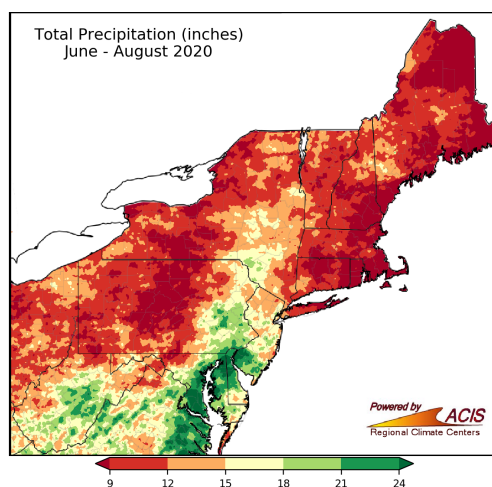 Total Precipitation (inches)
June - August 2020
Powered by
ACIS
Regional Climate Centers
9 12 15 18 21 24